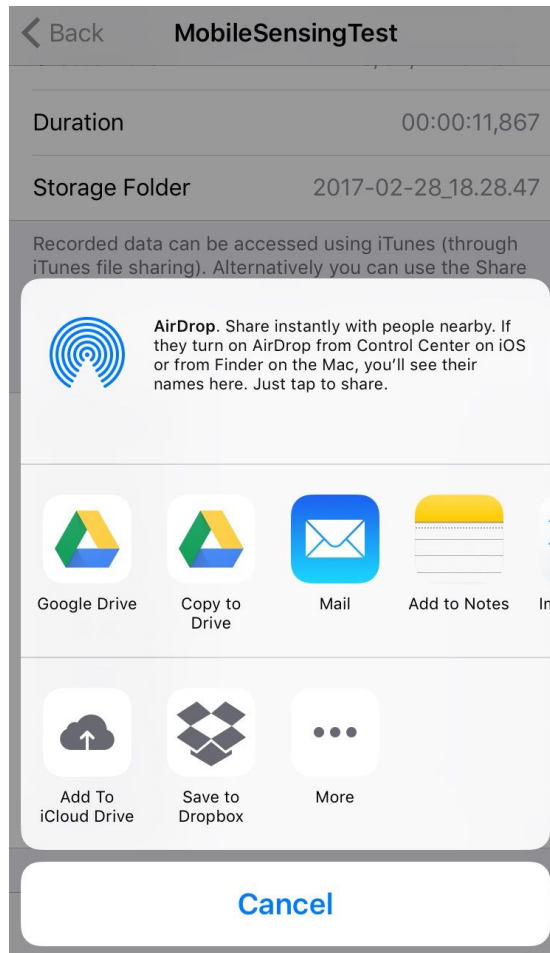 Back MobileSensingTest
Duration 00:00:11,867
Storage Folder 2017-02-28_18.28.47
Recorded data can be accessed using iTunes (through
iTunes file sharing). Alternatively you can use the Share
AirDrop. Share instantly with people nearby. If
they turn on AirDrop from Control Center on iOS
or from Finder on the Mac, you'll see their
names here. Just tap to share.
Google Drive Copy to Mail Add to Notes
Drive
Add To Save to More
iCloud Drive Dropbox
Cancel